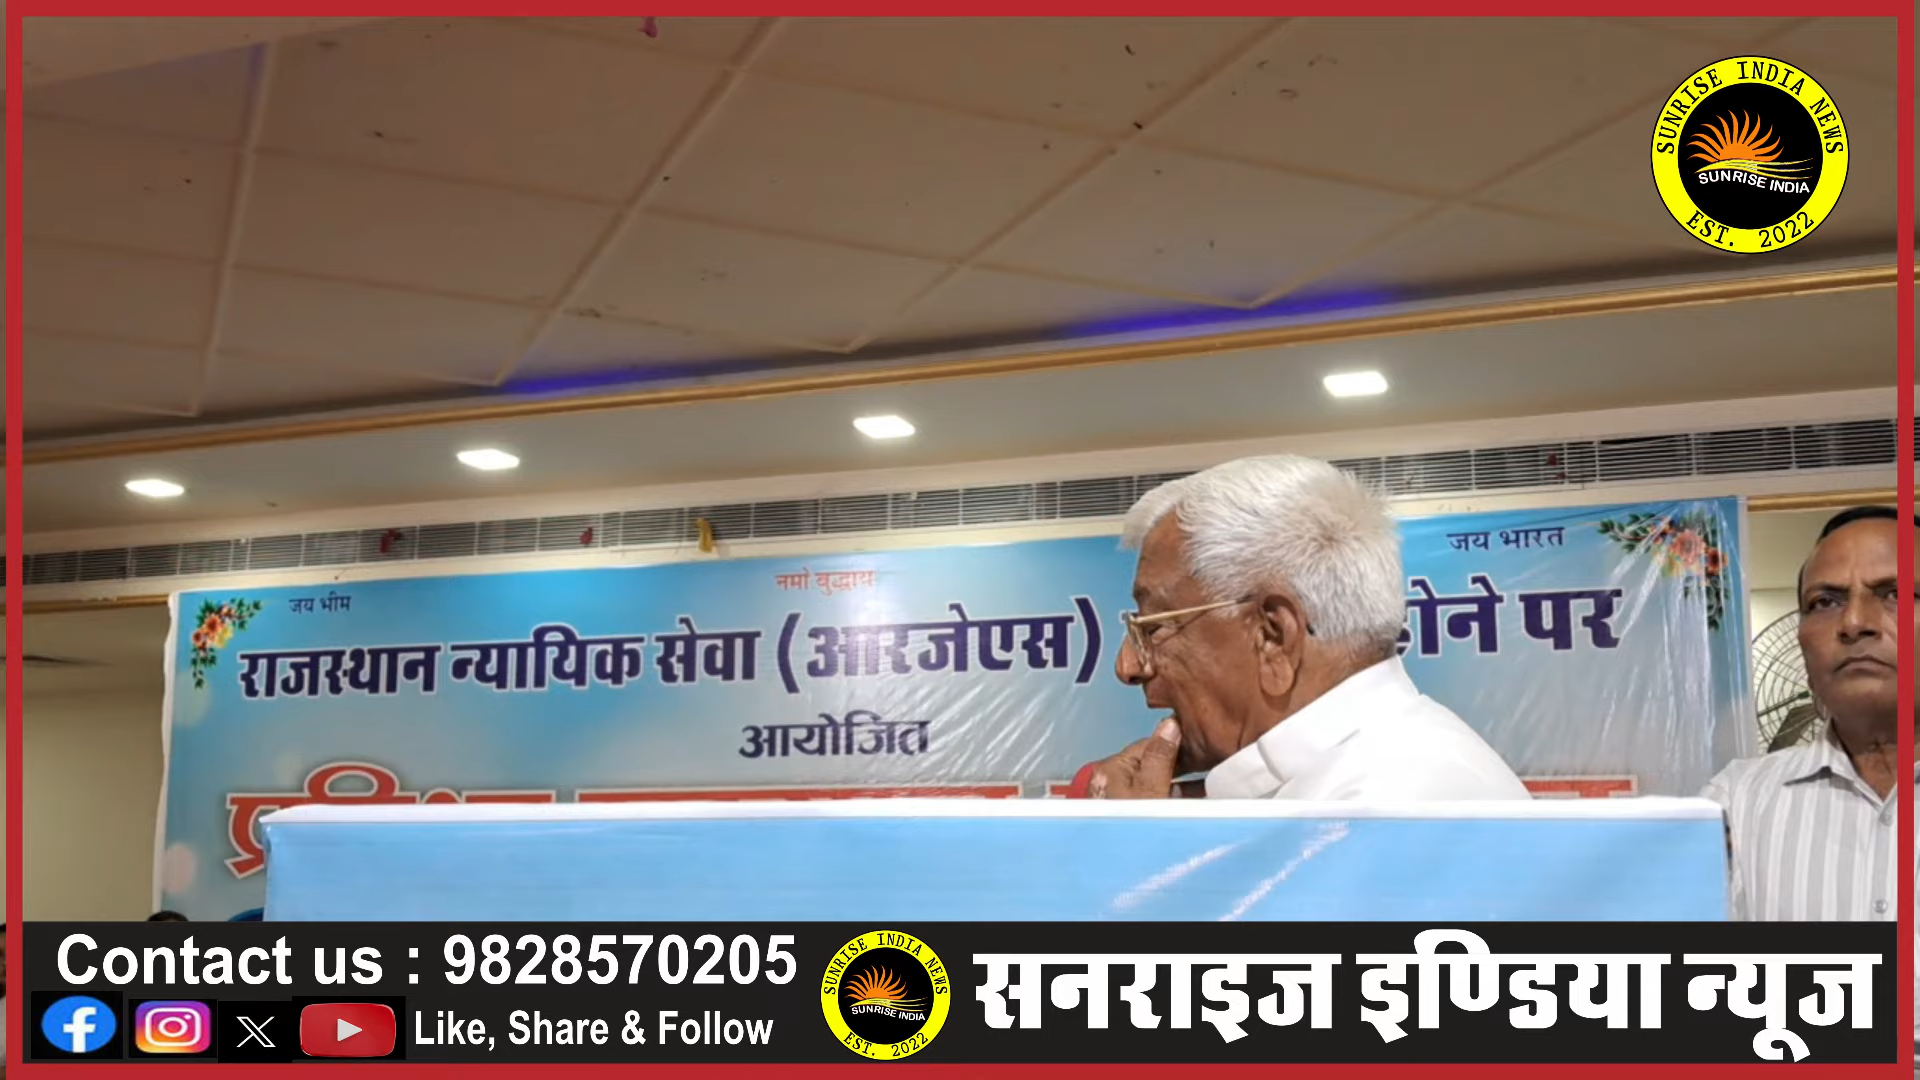 SUNRISE INDIA NEWS
SUNRISE INDIA
EST. 2022
जय भीम
नमो बुद्धाय
जय भारत
राजस्थान न्यायिक सेवा (आरजेएस) होने पर
आयोजित
Contact us : 9828570205
Like, Share & Follow
SUNRISE INDIA NEWS
SUNRISE INDIA
EST. 2022
सनराइज इण्डिया न्यूज